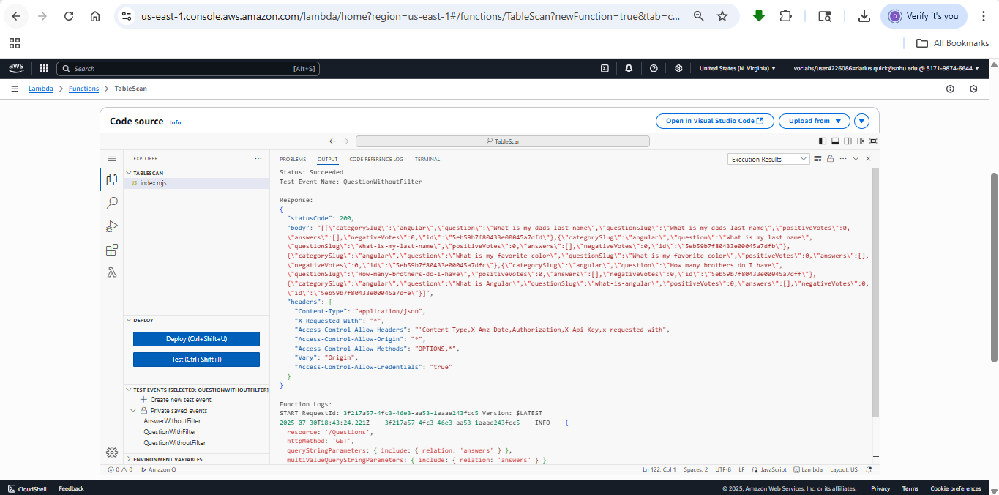 us-east-1.console.aws.amazon.com/lambda/home?region=us-east-1#/functions/TableScan?newFunction=true&tab=c...
D Verify it's you
All Bookmarks
aws Search [Alt+S] United States (N. Virginia) ▼ voclabs/user4226086=darius.quick@snhu.edu @ 5171-9874-6644 ▼
Lambda > Functions > TableScan
Code source Info
Open in Visual Studio Code Upload from ▼
TableScan
EXPLORER ...
TABLESCAN
JS index.mjs
PROBLEMS OUTPUT CODE REFERENCE LOG TERMINAL Execution Results
Status: Succeeded
Test Event Name: QuestionWithoutFilter
Response:
{
"statusCode": 200,
"body": "[{\"categorySlug\":\"angular\",\"question\":\"What is my dads last name\",\"questionSlug\":\"What-is-my-dads-last-name\",\"positiveVotes\":0,
\"answers\":[],\"negativeVotes\":0,\"id\":\"5eb59b7f80433e00045a7dfd\"},{\"categorySlug\":\"angular\",\"question\":\"What is my last name\",
\"questionSlug\":\"What-is-my-last-name\",\"positiveVotes\":0,\"answers\":[],\"negativeVotes\":0,\"id\":\"5eb59b7f80433e00045a7dfb\"},
{\"categorySlug\":\"angular\",\"question\":\"What is my favorite color\",\"questionSlug\":\"What-is-my-favorite-color\",\"positiveVotes\":0,\"answers\":[],
\"negativeVotes\":0,\"id\":\"5eb59b7f80433e00045a7dfc\"},{\"categorySlug\":\"angular\",\"question\":\"How many brothers do I have\",
\"questionSlug\":\"How-many-brothers-do-I-have\",\"positiveVotes\":0,\"answers\":[],\"negativeVotes\":0,\"id\":\"5eb59b7f80433e00045a7dff\"},
{\"categorySlug\":\"angular\",\"question\":\"What is Angular\",\"questionSlug\":\"what-is-angular\",\"positiveVotes\":0,\"answers\":[],\"negativeVotes\":0,
\"id\":\"5eb59b7f80433e00045a7dfe\"}]",
"headers": {
"Content-Type": "application/json",
"X-Requested-With": "*",
"Access-Control-Allow-Headers": "'Content-Type,X-Amz-Date,Authorization,X-Api-Key,x-requested-with",
"Access-Control-Allow-Origin": "*",
"Access-Control-Allow-Methods": "OPTIONS,*",
"Vary": "Origin",
"Access-Control-Allow-Credentials": "true"
}
}
Function Logs:
START RequestId: 3f217a57-4fc3-46e3-aa53-1aaae243fcc5 Version: $LATEST
2025-07-30T18:43:24.221Z 3f217a57-4fc3-46e3-aa53-1aaae243fcc5 INFO {
resource: '/Questions',
httpMethod: 'GET',
queryStringParameters: { include: { relation: 'answers' } },
multiValueQueryStringParameters: { include: { relation: 'answers' } }
DEPLOY
Deploy (Ctrl+Shift+U)
Test (Ctrl+Shift+I)
TEST EVENTS [SELECTED: QUESTIONWITHOUTFILTER]
+ Create new test event
Private saved events
AnswerWithoutFilter
QuestionWithFilter
QuestionWithoutFilter
ENVIRONMENT VARIABLES
0 0 Amazon Q Ln 122, Col 1 Spaces: 2 UTF-8 LF JavaScript Lambda Layout: US
CloudShell Feedback © 2025, Amazon Web Services, Inc. or its affiliates. Privacy Terms Cookie preferences